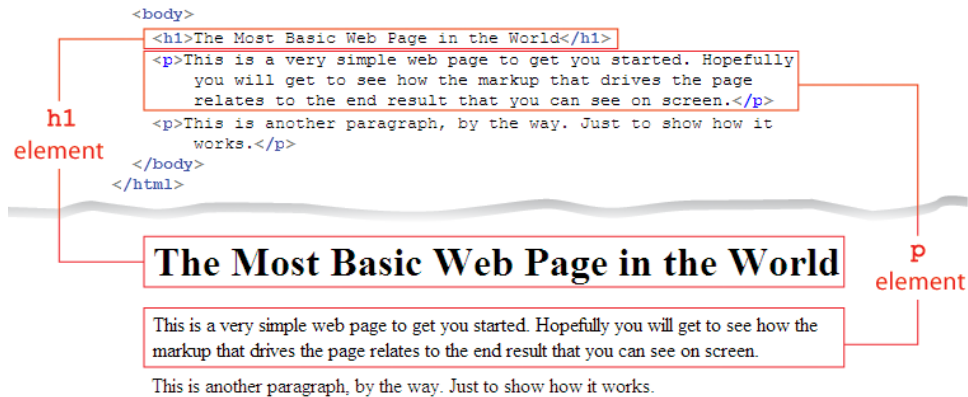 <body>
<h1>The Most Basic Web Page in the World</h1>
<p>This is a very simple web page to get you started. Hopefully
you will get to see how the markup that drives the page
relates to the end result that you can see on screen.</p>
<p>This is another paragraph, by the way. Just to show how it
works.</p>
</body>
</html>
h1
element
p
element
The Most Basic Web Page in the World
This is a very simple web page to get you started. Hopefully you will get to see how the
markup that drives the page relates to the end result that you can see on screen.
This is another paragraph, by the way. Just to show how it works.